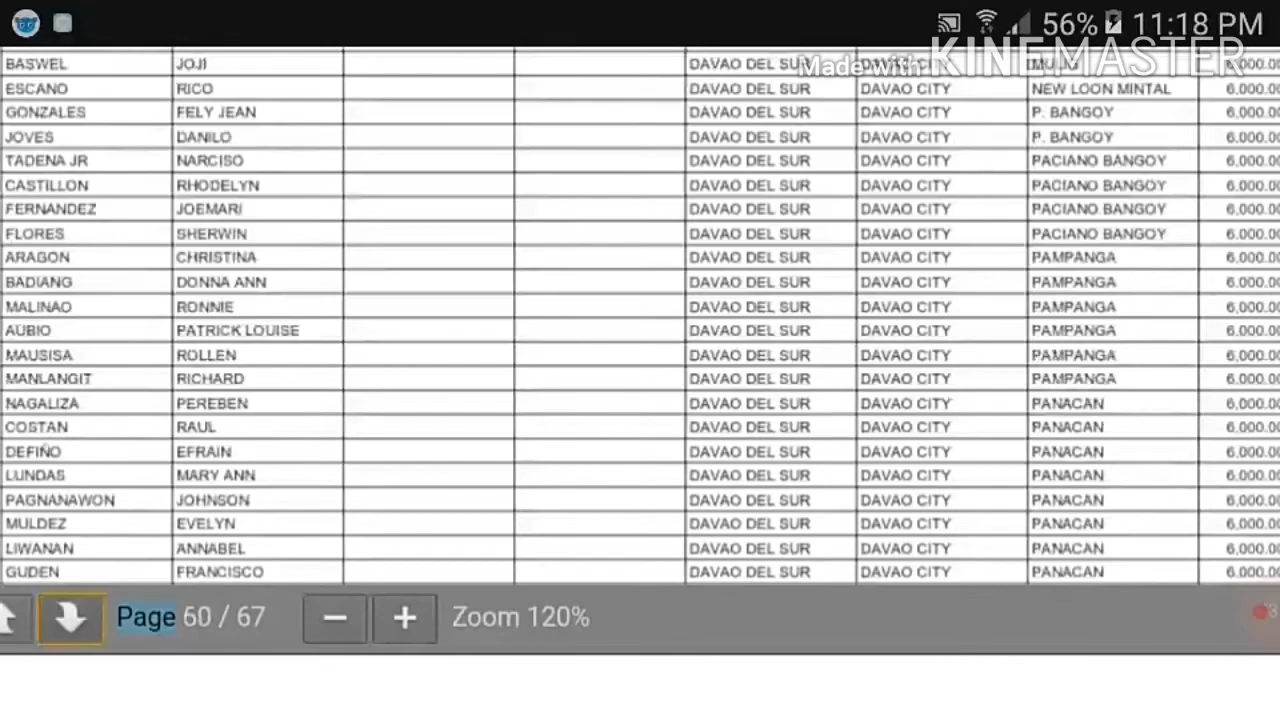 56% 11:18 PM
Made with KINEMASTER
BASWEL JOJI DAVAO DEL SUR DAVAO CITY 6,000.00
ESCANO RICO DAVAO DEL SUR DAVAO CITY NEW LOON MINTAL 6,000.00
GONZALES FELY JEAN DAVAO DEL SUR DAVAO CITY P. BANGOY 6,000.00
JOVES DANILO DAVAO DEL SUR DAVAO CITY P. BANGOY 6,000.00
TADENA JR NARCISO DAVAO DEL SUR DAVAO CITY PACIANO BANGOY 6,000.00
CASTILLON RHODELYN DAVAO DEL SUR DAVAO CITY PACIANO BANGOY 6,000.00
FERNANDEZ JOEMARI DAVAO DEL SUR DAVAO CITY PACIANO BANGOY 6,000.00
FLORES SHERWIN DAVAO DEL SUR DAVAO CITY PACIANO BANGOY 6,000.00
ARAGON CHRISTINA DAVAO DEL SUR DAVAO CITY PAMPANGA 6,000.00
BADIANG DONNA ANN DAVAO DEL SUR DAVAO CITY PAMPANGA 6,000.00
MALINAO RONNIE DAVAO DEL SUR DAVAO CITY PAMPANGA 6,000.00
AUBIO PATRICK LOUISE DAVAO DEL SUR DAVAO CITY PAMPANGA 6,000.00
MAUSISA ROLLEN DAVAO DEL SUR DAVAO CITY PAMPANGA 6,000.00
MANLANGIT RICHARD DAVAO DEL SUR DAVAO CITY PAMPANGA 6,000.00
NAGALIZA PEREBEN DAVAO DEL SUR DAVAO CITY PANACAN 6,000.00
COSTAN RAUL DAVAO DEL SUR DAVAO CITY PANACAN 6,000.00
DEFIÑO EFRAIN DAVAO DEL SUR DAVAO CITY PANACAN 6,000.00
LUNDAS MARY ANN DAVAO DEL SUR DAVAO CITY PANACAN 6,000.00
PAGNANAWON JOHNSON DAVAO DEL SUR DAVAO CITY PANACAN 6,000.00
MULDEZ EVELYN DAVAO DEL SUR DAVAO CITY PANACAN 6,000.00
LIWANAN ANNABEL DAVAO DEL SUR DAVAO CITY PANACAN 6,000.00
GUDEN FRANCISCO DAVAO DEL SUR DAVAO CITY PANACAN 6,000.00
Page 60 / 67 − + Zoom 120%